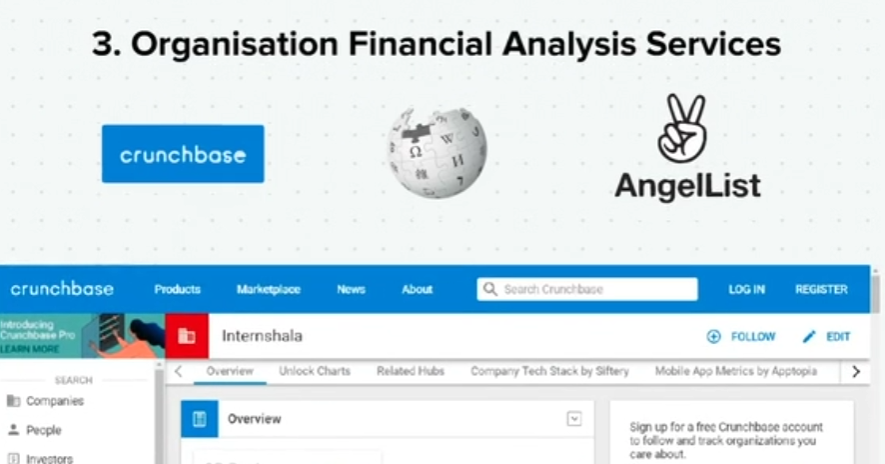 3. Organisation Financial Analysis Services
crunchbase
Ω W И
AngelList
crunchbase Products Marketplace News About Search Crunchbase LOG IN REGISTER
Introducing
Crunchbase Pro
LEARN MORE
Internshala FOLLOW EDIT
SEARCH
Companies
People
Investors
Overview Unlock Charts Related Hubs Company Tech Stack by Siftery Mobile App Metrics by Apptopia
Overview
Sign up for a free Crunchbase account
to follow and track organizations you
care about.